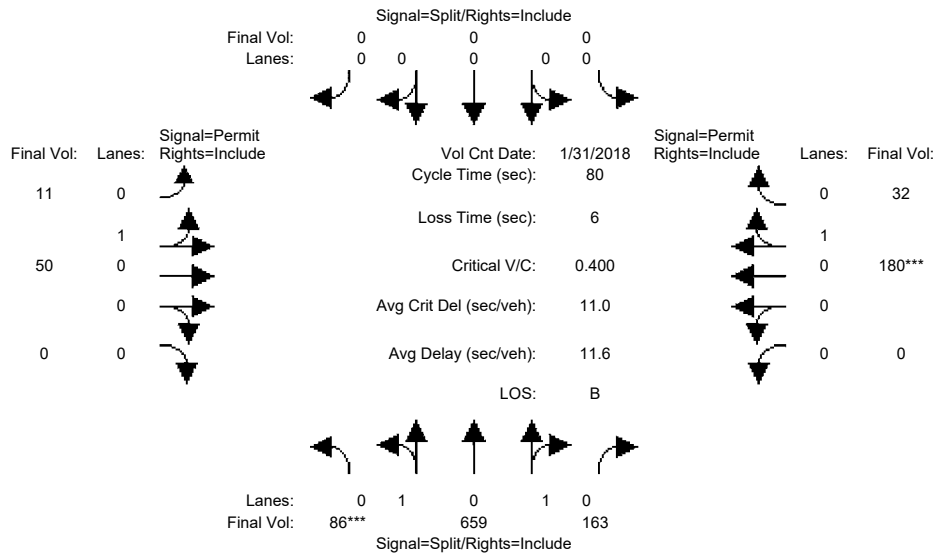 Signal=Split/Rights=Include
Final Vol: 0 0 0
Lanes: 0 0 0 0 0
Signal=Permit Signal=Permit
Final Vol: Lanes: Rights=Include Vol Cnt Date: 1/31/2018 Rights=Include Lanes: Final Vol:
Cycle Time (sec): 80
11 0 0 32
Loss Time (sec): 6
1 1
50 0 Critical V/C: 0.400 0 180***
0 Avg Crit Del (sec/veh): 11.0 0
0 0 Avg Delay (sec/veh): 11.6 0 0
LOS: B
Lanes: 0 1 0 1 0
Final Vol: 86*** 659 163
Signal=Split/Rights=Include